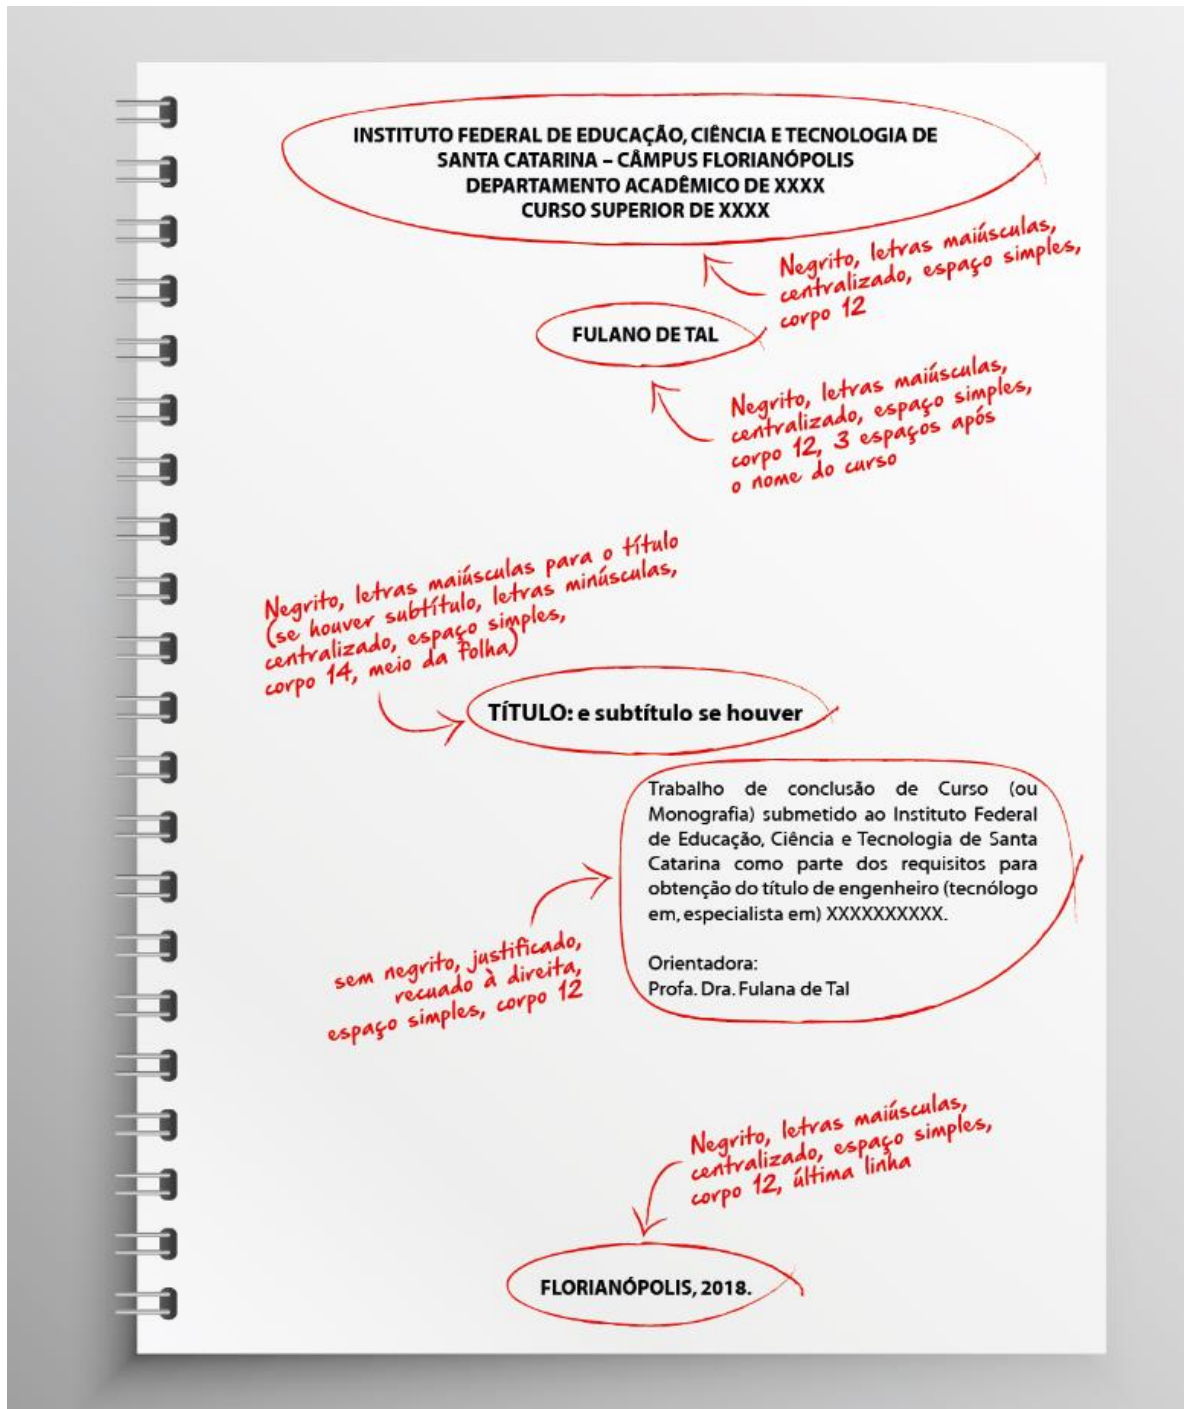 INSTITUTO FEDERAL DE EDUCAÇÃO, CIÊNCIA E TECNOLOGIA DE
SANTA CATARINA – CÂMPUS FLORIANÓPOLIS
DEPARTAMENTO ACADÊMICO DE XXXX
CURSO SUPERIOR DE XXXX
Negrito, letras maiúsculas,
centralizado, espaço simples,
corpo 12
FULANO DE TAL
Negrito, letras maiúsculas,
centralizado, espaço simples,
corpo 12, 3 espaços após
o nome do curso
Negrito, letras maiúsculas para o título
(se houver subtítulo, letras minúsculas,
centralizado, espaço simples,
corpo 14, meio da folha)
TÍTULO: e subtítulo se houver
Trabalho de conclusão de Curso (ou
Monografia) submetido ao Instituto Federal
de Educação, Ciência e Tecnologia de Santa
Catarina como parte dos requisitos para
obtenção do título de engenheiro (tecnólogo
em, especialista em) XXXXXXXXXX.
Orientadora:
Profa. Dra. Fulana de Tal
sem negrito, justificado,
recuado à direita,
espaço simples, corpo 12
Negrito, letras maiúsculas,
centralizado, espaço simples,
corpo 12, última linha
FLORIANÓPOLIS, 2018.